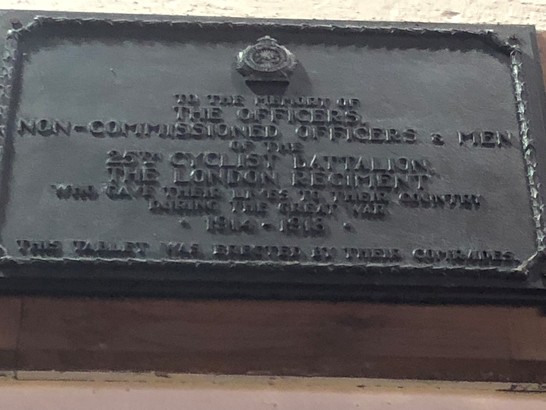 TO THE MEMORY OF
THE OFFICERS,
NON-COMMISSIONED OFFICERS & MEN
OF THE
25TH CYCLIST BATTALION,
THE LONDON REGIMENT
WHO GAVE THEIR LIVES TO THEIR COUNTRY
DURING THE GREAT WAR
· 1914 - 1918 ·
THIS TABLET WAS ERECTED BY THEIR COMRADES.